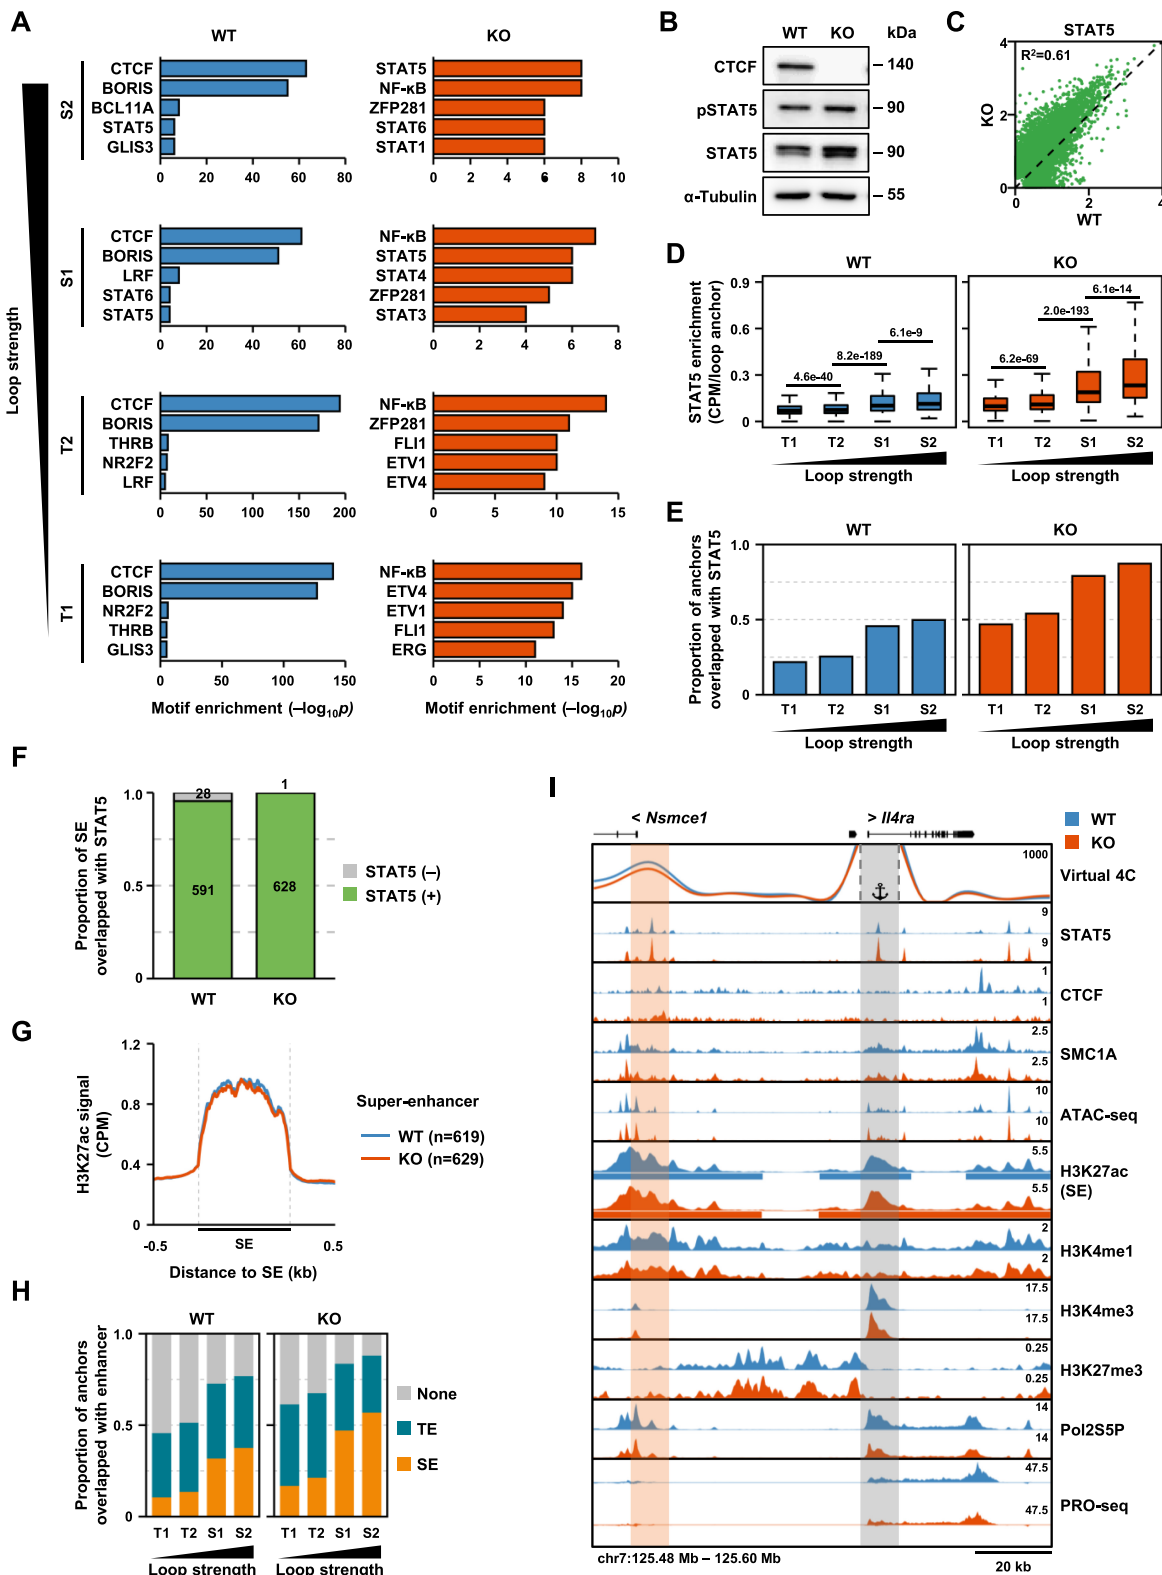 A
WT
KO
Loop strength
S2
CTCF
BORIS
BCL11A
STAT5
GLIS3
0 20 40 60 80
STAT5
NF-κB
ZFP281
STAT6
STAT1
0 2 4 6 8 10
S1
CTCF
BORIS
LRF
STAT6
STAT5
0 20 40 60 80
NF-κB
STAT5
STAT4
ZFP281
STAT3
0 2 4 6 8
T2
CTCF
BORIS
THRB
NR2F2
LRF
0 50 100 150 200
NF-κB
ZFP281
FLI1
ETV1
ETV4
0 5 10 15
T1
CTCF
BORIS
NR2F2
THRB
GLIS3
0 50 100 150
NF-κB
ETV4
ETV1
FLI1
ERG
0 5 10 15 20
Motif enrichment (–log10p)
Motif enrichment (–log10p)
B
WT KO kDa
CTCF – 140
pSTAT5 – 90
STAT5 – 90
α-Tubulin – 55
C
STAT5
R2=0.61
KO
4
2
0
0 2 4
WT
D
WT
KO
STAT5 enrichment
(CPM/loop anchor)
0.9
0.6
0.3
0
4.6e-40
8.2e-189
6.1e-9
6.2e-69
2.0e-193
6.1e-14
T1 T2 S1 S2
T1 T2 S1 S2
Loop strength
Loop strength
E
WT
KO
Proportion of anchors
overlapped with STAT5
1.0
0.5
0
T1 T2 S1 S2
T1 T2 S1 S2
Loop strength
Loop strength
F
Proportion of SE
overlapped with STAT5
1.0
0.5
0
28
1
591
628
WT KO
STAT5 (–)
STAT5 (+)
G
H3K27ac signal
(CPM)
1.2
0.8
0.4
0
-0.5 SE 0.5
Distance to SE (kb)
Super-enhancer
WT (n=619)
KO (n=629)
H
WT
KO
Proportion of anchors
overlapped with enhancer
1.0
0.5
0
T1 T2 S1 S2
T1 T2 S1 S2
Loop strength
Loop strength
None
TE
SE
I
< Nsmce1
> Il4ra
WT
KO
1000
Virtual 4C
9
STAT5
9
1
CTCF
1
2.5
SMC1A
2.5
10
ATAC-seq
10
5.5
H3K27ac
(SE)
5.5
2
H3K4me1
2
17.5
H3K4me3
17.5
0.25
H3K27me3
0.25
14
Pol2S5P
14
47.5
PRO-seq
47.5
chr7:125.48 Mb – 125.60 Mb
20 kb